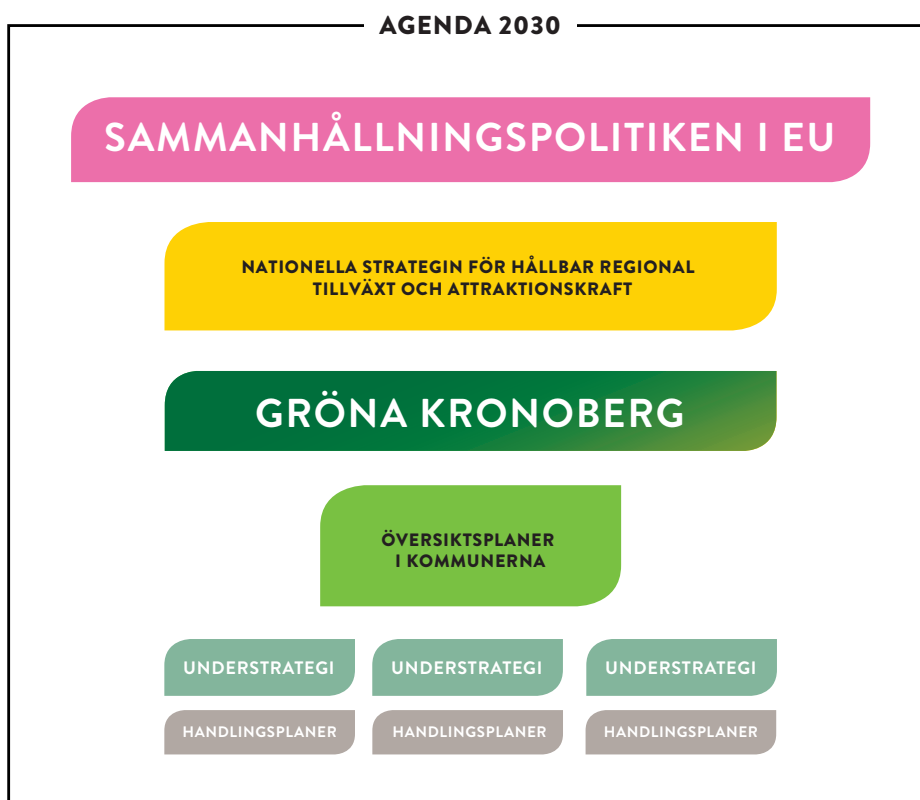 AGENDA 2030
SAMMANHÅLLNINGSPOLITIKEN I EU
NATIONELLA STRATEGIN FÖR HÅLLBAR REGIONAL
TILLVÄXT OCH ATTRAKTIONSKRAFT
GRÖNA KRONOBERG
ÖVERSIKTSPLANER
I KOMMUNERNA
UNDERSTRATEGI UNDERSTRATEGI UNDERSTRATEGI
HANDLINGSPLANER HANDLINGSPLANER HANDLINGSPLANER